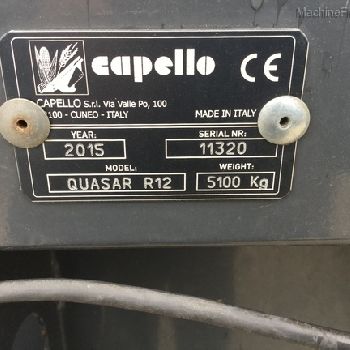 MachineF
capello CE
CAPELLO S.r.l. Via Valle Po, 100
100 - CUNEO - ITALY MADE IN ITALY
YEAR: SERIAL NR:
2015 11320
MODEL: WEIGHT:
QUASAR R12 5100 Kg